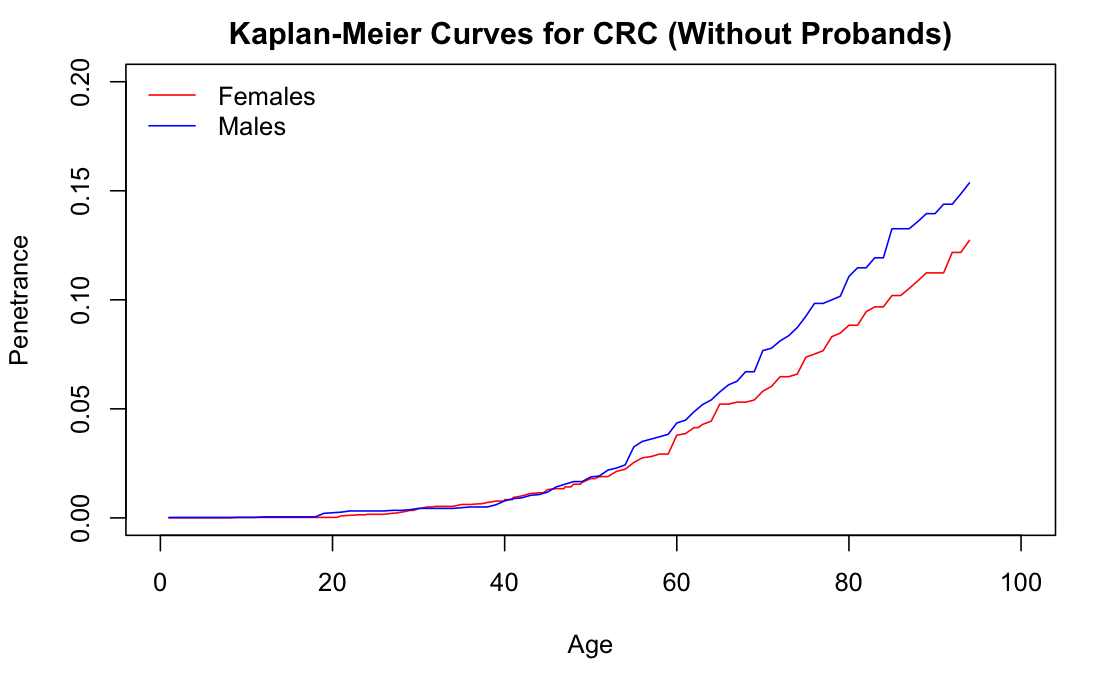 Kaplan-Meier Curves for CRC (Without Probands)
Females
Males
Penetrance
0.20
0.15
0.10
0.05
0.00
0 20 40 60 80 100
Age